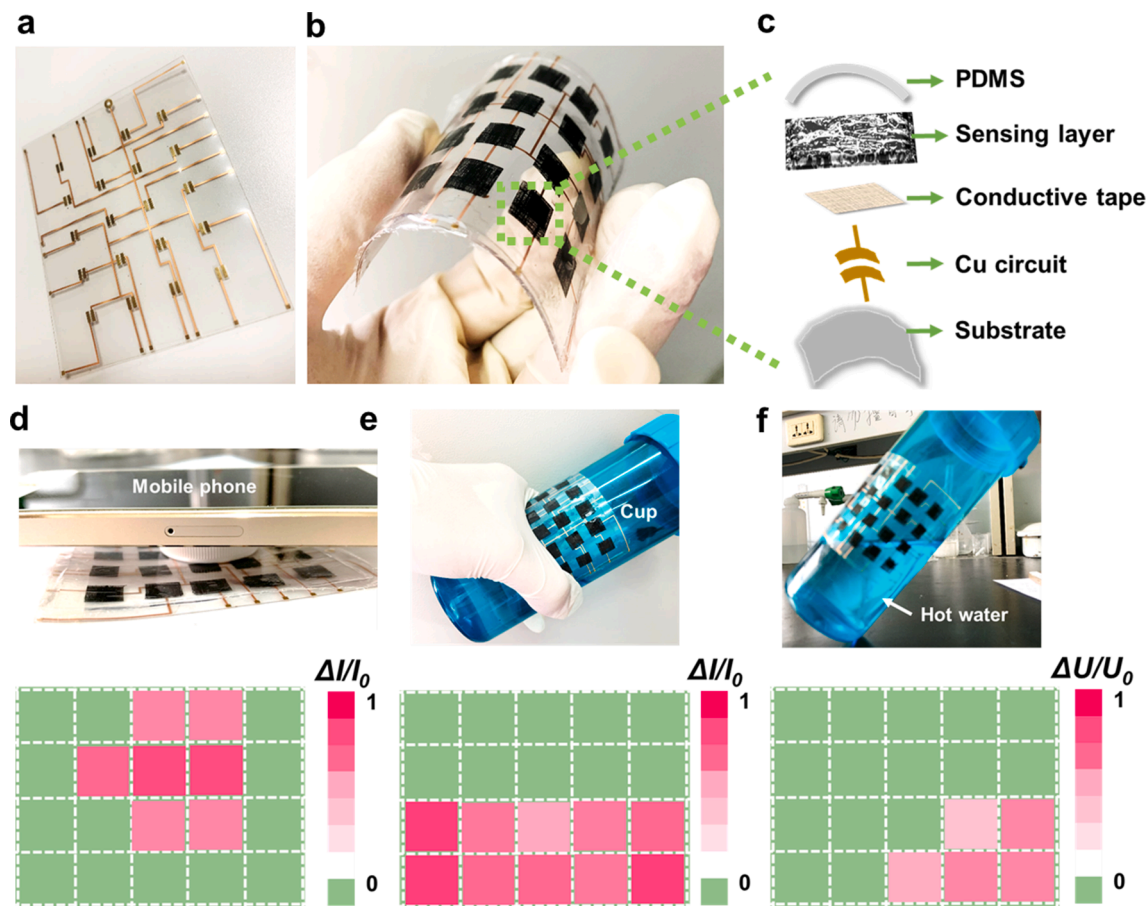 a
b
c
PDMS
Sensing layer
Conductive tape
Cu circuit
Substrate
d
e
f
Mobile phone
Cup
Hot water
ΔI/I₀
1
0
ΔI/I₀
1
0
ΔU/U₀
1
0